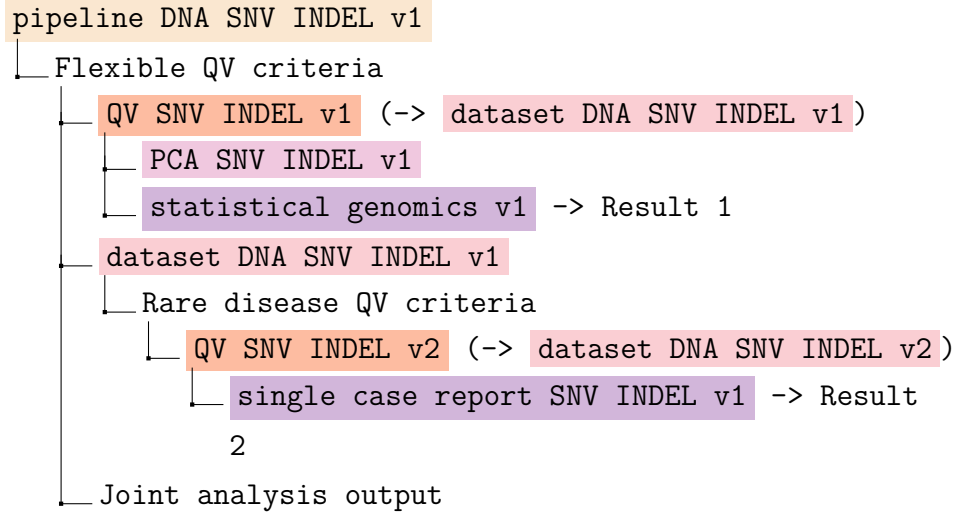 pipeline DNA SNV INDEL v1
Flexible QV criteria
QV SNV INDEL v1 (-> dataset DNA SNV INDEL v1)
PCA SNV INDEL v1
statistical genomics v1 -> Result 1
dataset DNA SNV INDEL v1
Rare disease QV criteria
QV SNV INDEL v2 (-> dataset DNA SNV INDEL v2)
single case report SNV INDEL v1 -> Result
2
Joint analysis output